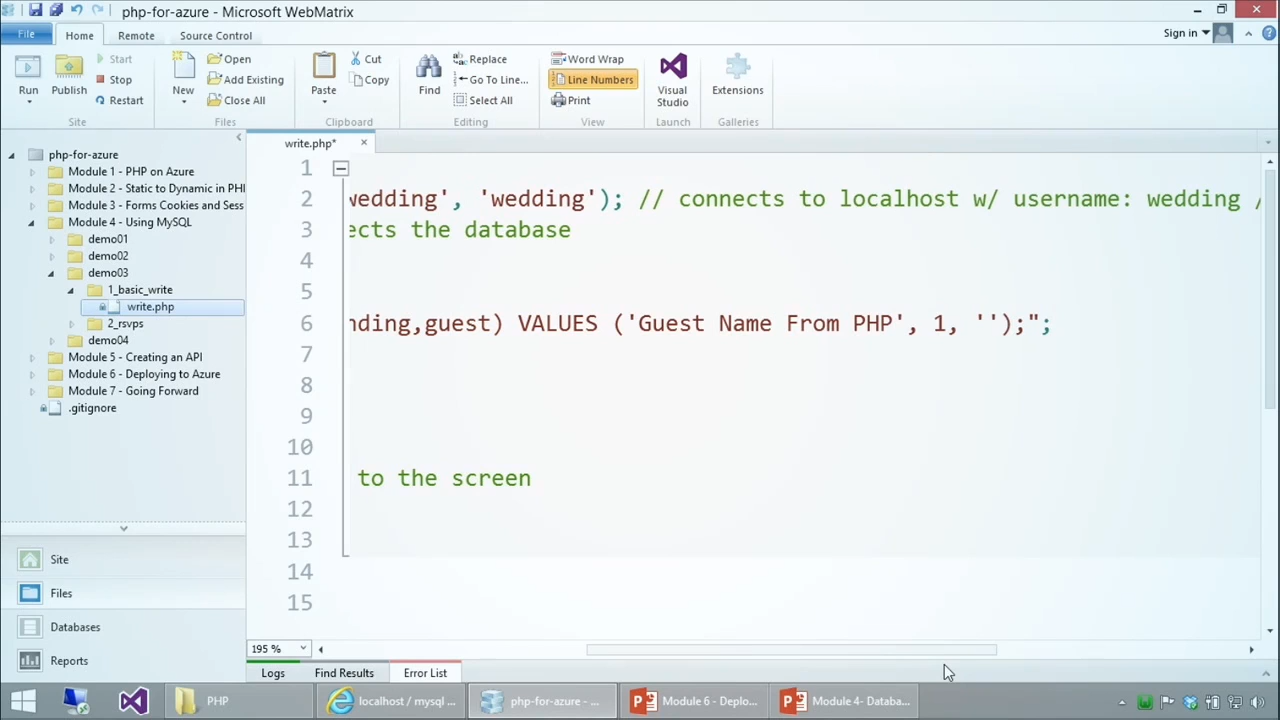 php-for-azure - Microsoft WebMatrix
File
Home
Remote
Source Control
Sign in
Run
Publish
Start
Stop
Restart
Site
New
Open
Add Existing
Close All
Files
Paste
Cut
Copy
Clipboard
Find
Replace
Go To Line...
Select All
Editing
Word Wrap
Line Numbers
Print
View
Visual
Studio
Launch
Extensions
Galleries
php-for-azure
Module 1 - PHP on Azure
Module 2 - Static to Dynamic in PHI
Module 3 - Forms Cookies and Sess
Module 4 - Using MySQL
demo01
demo02
demo03
1_basic_write
write.php
2_rsvps
demo04
Module 5 - Creating an API
Module 6 - Deploying to Azure
Module 7 - Going Forward
.gitignore
Site
Files
Databases
Reports
write.php*
1
2 wedding', 'wedding'); // connects to localhost w/ username: wedding /
3 ects the database
4
5
6 nding,guest) VALUES ('Guest Name From PHP', 1, '');";
7
8
9
10
11 to the screen
12
13
14
15
195 %
Logs
Find Results
Error List
PHP
localhost / mysql ...
php-for-azure - ...
Module 6 - Deplo...
Module 4- Databa...